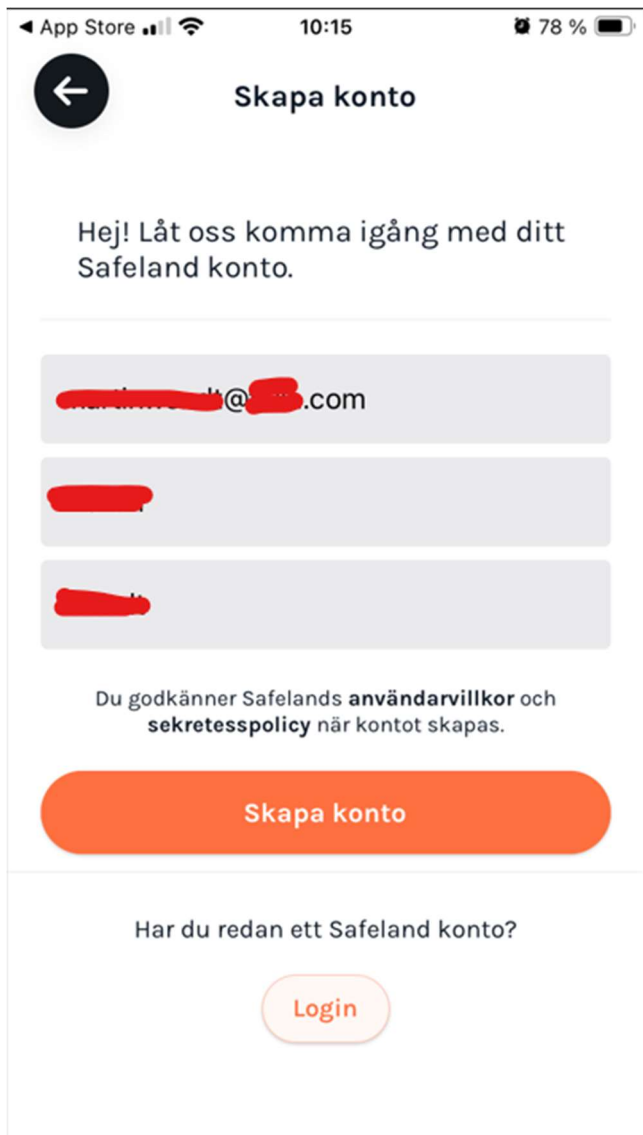 ◀ App Store 10:15 78 %
Skapa konto
Hej! Låt oss komma igång med ditt
Safeland konto.
@ .com
Du godkänner Safelands användarvillkor och
sekretesspolicy när kontot skapas.
Skapa konto
Har du redan ett Safeland konto?
Login